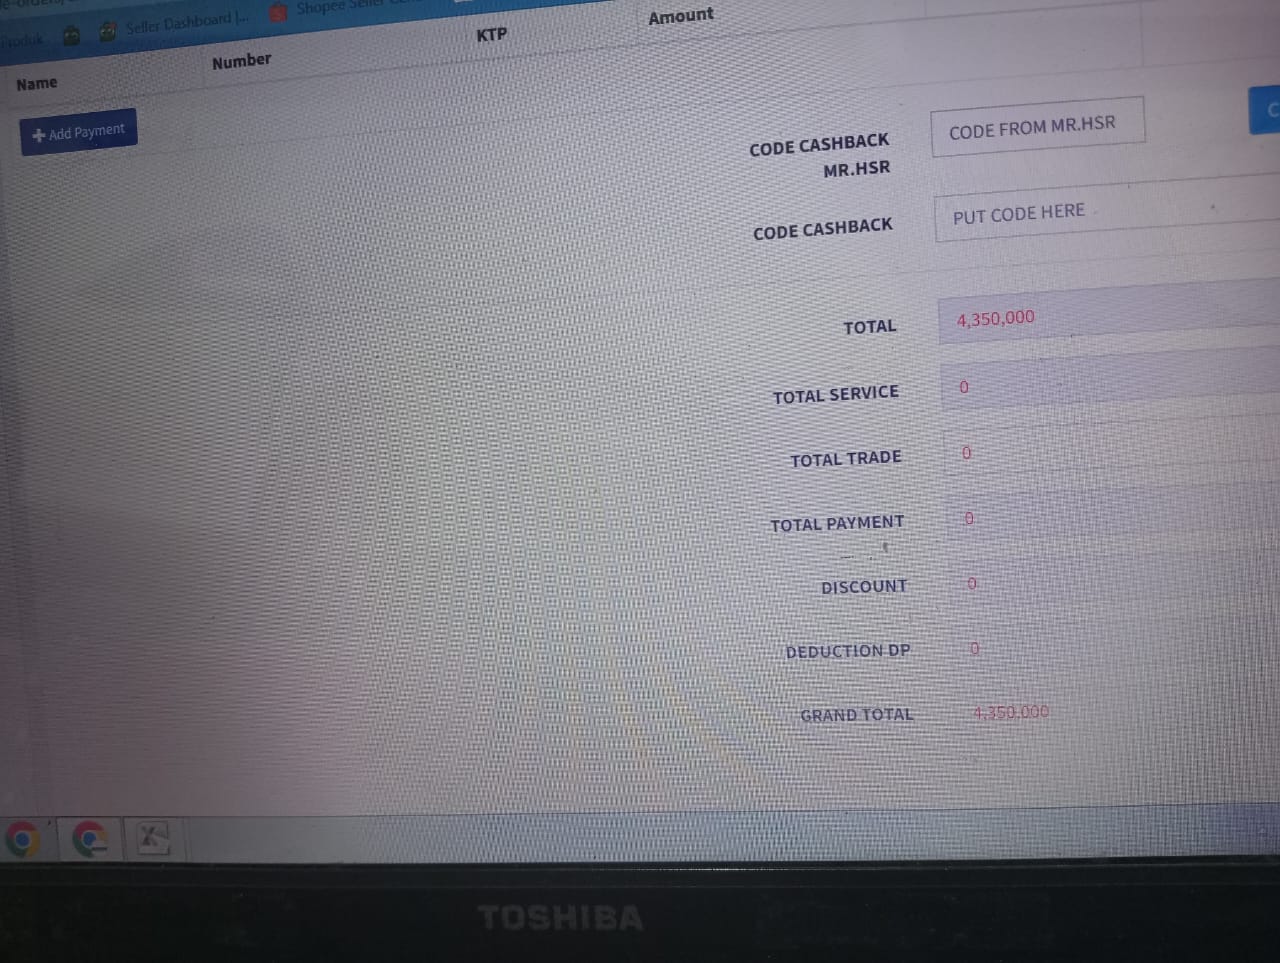 Produk
Seller Dashboard |...
Shopee Seller
Name
Number
KTP
Amount
Add Payment
CODE CASHBACK
MR.HSR
CODE FROM MR.HSR
C
CODE CASHBACK
PUT CODE HERE
TOTAL
4,350,000
TOTAL SERVICE
0
TOTAL TRADE
0
TOTAL PAYMENT
0
DISCOUNT
0
DEDUCTION DP
0
GRAND TOTAL
4,350,000
TOSHIBA